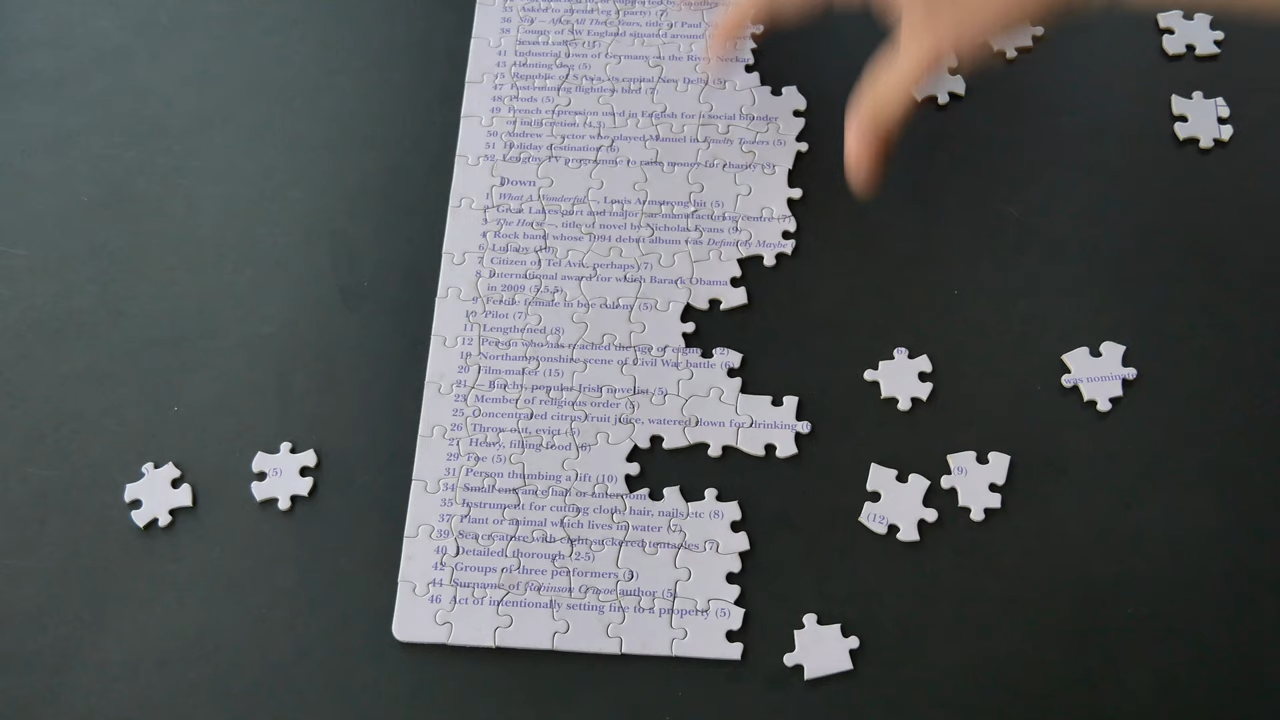 33 Asked to attend (eg a party) (7)
36 Still — After All These Years, title of Paul
38 County of SW England situated around
Severn valley (15)
41 Industrial town of Germany on the River Neckar
43 Hunting dog (5)
45 Republic of S Asia, its capital New Delhi (5)
47 Fast-running flightless bird (7)
48 Prods (5)
49 French expression used in English for a social blunder
or indiscretion (4,3)
50 Andrew — actor who played Manuel in Fawlty Towers (5)
51 Holiday destination (6)
52 Lengthy TV programme to raise money for charity (8)
Down
1 What A Wonderful —, Louis Armstrong hit (5)
2 Great Lakes port and major car-manufacturing centre (7)
3 The Horse —, title of novel by Nicholas Evans (9)
4 Rock band whose 1994 debut album was Definitely Maybe (
6 Lullaby (10)
7 Citizen of Tel Aviv, perhaps (7)
8 International award for which Barack Obama
in 2009 (5,5,5)
9 Fertile female in bee colony (5)
10 Pilot (7)
11 Lengthened (8)
12 Person who has reached the age of eighty (12)
19 Northamptonshire scene of Civil War battle (6)
20 Film-maker (15)
21 — Binchy, popular Irish novelist (5)
23 Member of religious order (5)
25 Concentrated citrus fruit juice, watered down for drinking (6
26 Throw out, evict (5)
27 Heavy, filling food (6)
29 Foe (5)
31 Person thumbing a lift (10)
34 Small entrance hall or anteroom
35 Instrument for cutting cloth, hair, nails etc (8)
37 Plant or animal which lives in water (7)
39 Sea creature with eight suckered tentacles (7)
40 Detailed, thorough (2-5)
42 Groups of three performers (5)
44 Surname of Robinson Crusoe author (5)
46 Act of intentionally setting fire to a property (5)
6)
was nominate
(5)
(9)
(12)